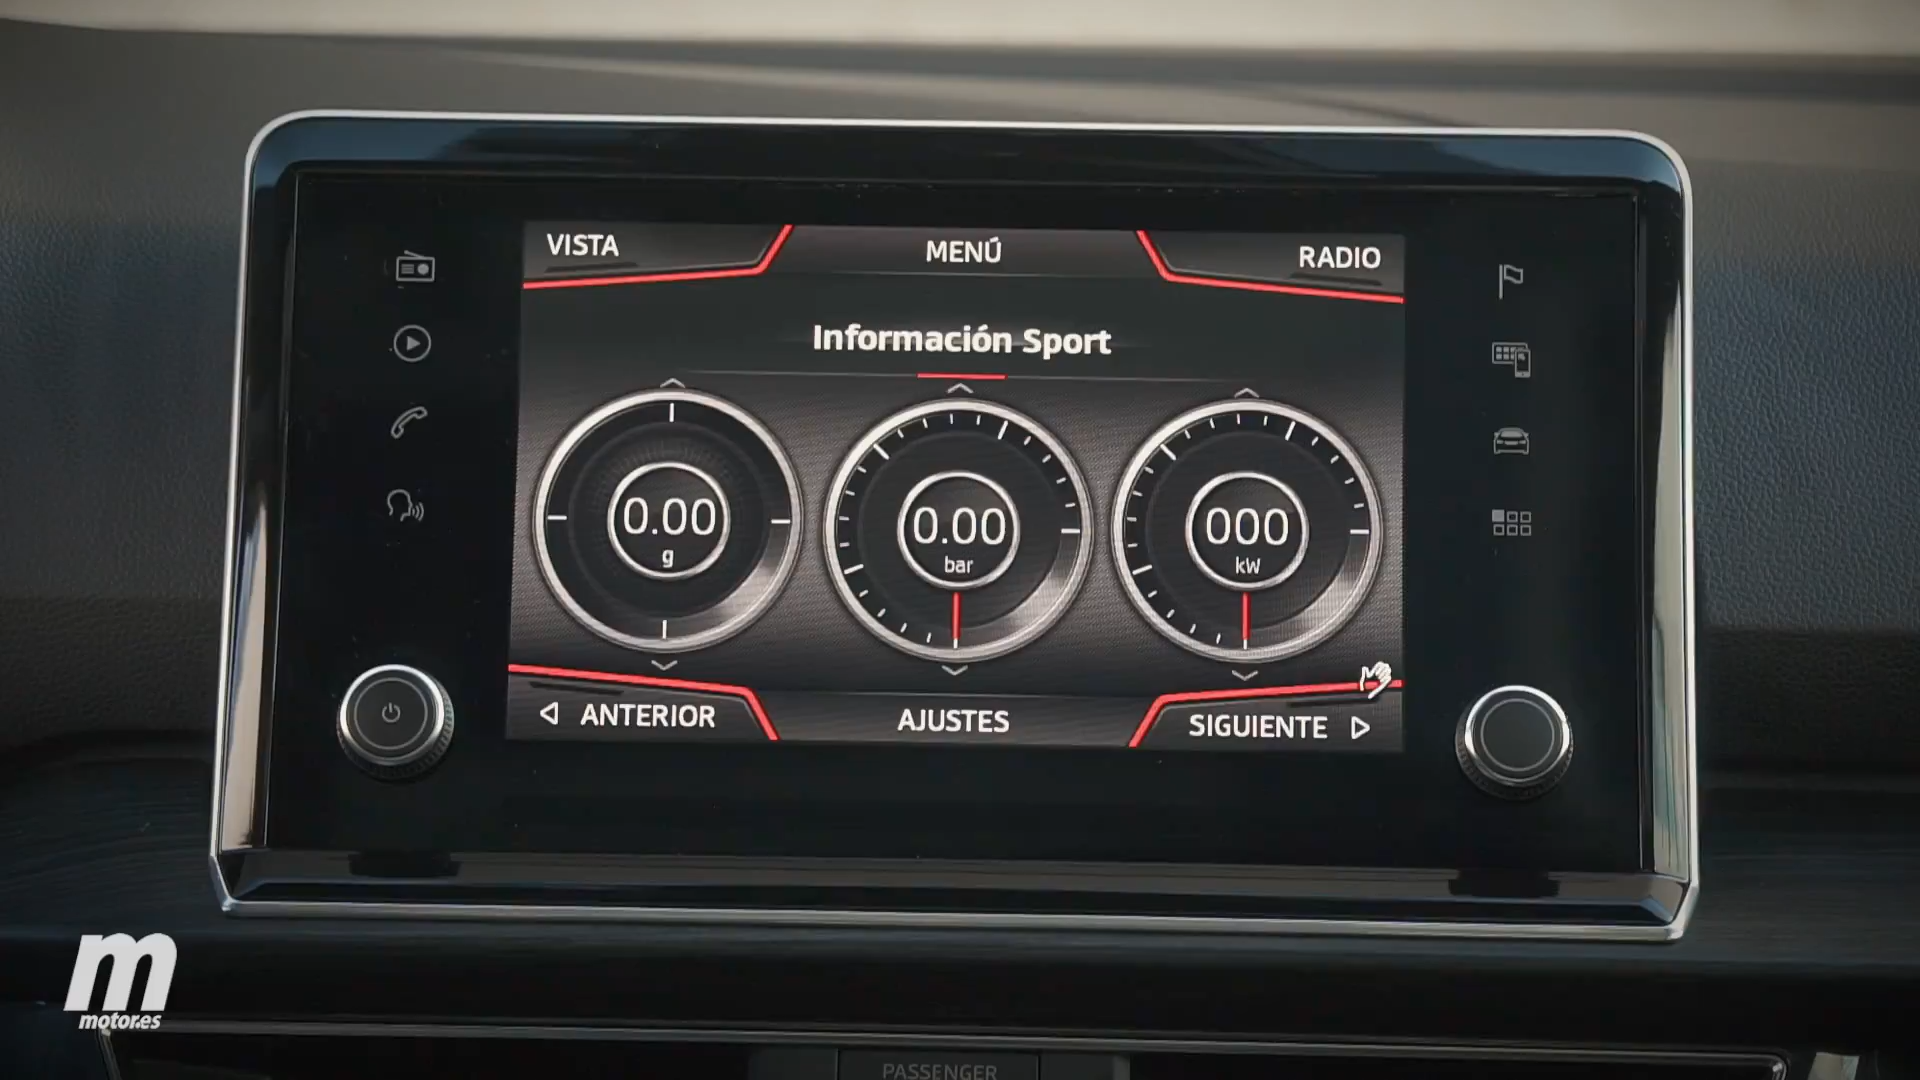 VISTA
MENÚ
RADIO
Información Sport
0.00
g
0.00
bar
000
kW
ANTERIOR
AJUSTES
SIGUIENTE
m
motor.es
PASSENGER